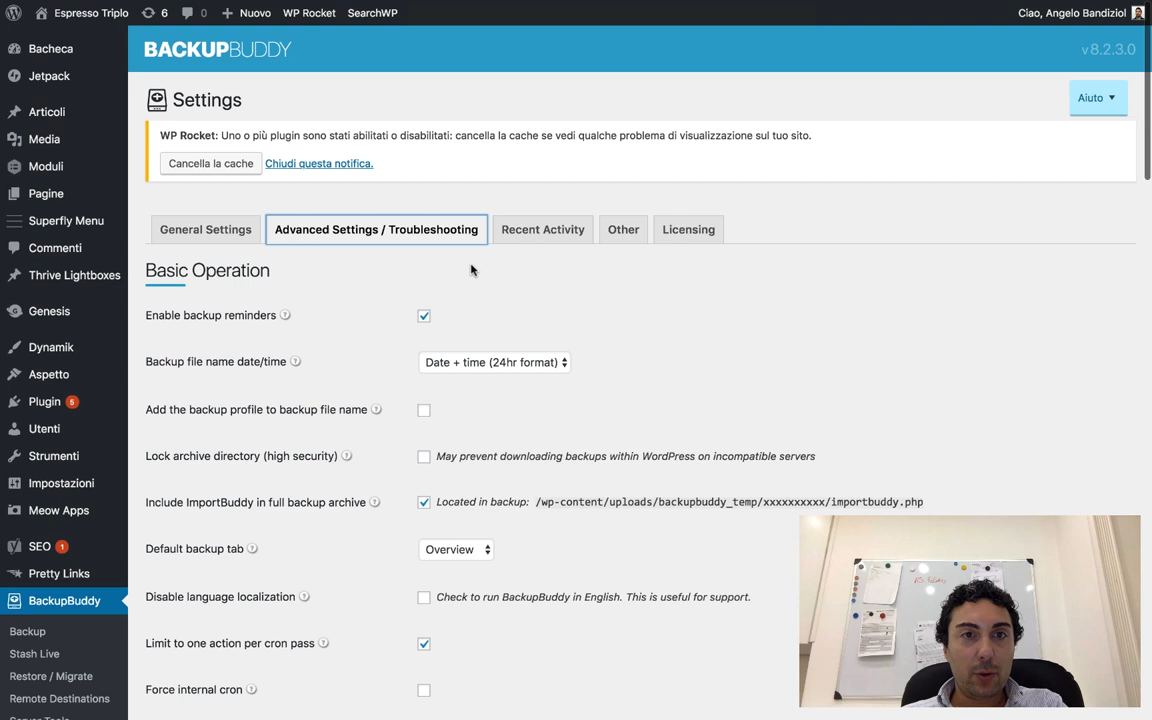 Espresso Triplo 6 0 + Nuovo WP Rocket SearchWP Ciao, Angelo Bandiziol
Bacheca
Jetpack
Articoli
Media
Moduli
Pagine
Superfly Menu
Commenti
Thrive Lightboxes
Genesis
Dynamik
Aspetto
Plugin 5
Utenti
Strumenti
Impostazioni
Meow Apps
SEO 1
Pretty Links
BackupBuddy
Backup
Stash Live
Restore / Migrate
Remote Destinations
Server Tools
BACKUPBUDDY v8.2.3.0
Settings
Aiuto ▼
WP Rocket: Uno o più plugin sono stati abilitati o disabilitati: cancella la cache se vedi qualche problema di visualizzazione sul tuo sito.
Cancella la cache Chiudi questa notifica.
General Settings Advanced Settings / Troubleshooting Recent Activity Other Licensing
Basic Operation
Enable backup reminders ?
Backup file name date/time ? Date + time (24hr format)
Add the backup profile to backup file name ?
Lock archive directory (high security) ? May prevent downloading backups within WordPress on incompatible servers
Include ImportBuddy in full backup archive ? Located in backup: /wp-content/uploads/backupbuddy_temp/xxxxxxxxxx/importbuddy.php
Default backup tab ? Overview
Disable language localization ? Check to run BackupBuddy in English. This is useful for support.
Limit to one action per cron pass ?
Force internal cron ?